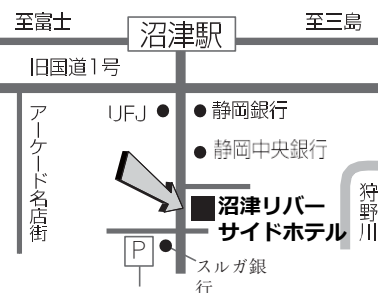 至富士
沼津駅
至三島
旧国道1号
アーケード名店街
UFJ
静岡銀行
静岡中央銀行
沼津リバー
サイドホテル
狩野川
P
スルガ銀
行